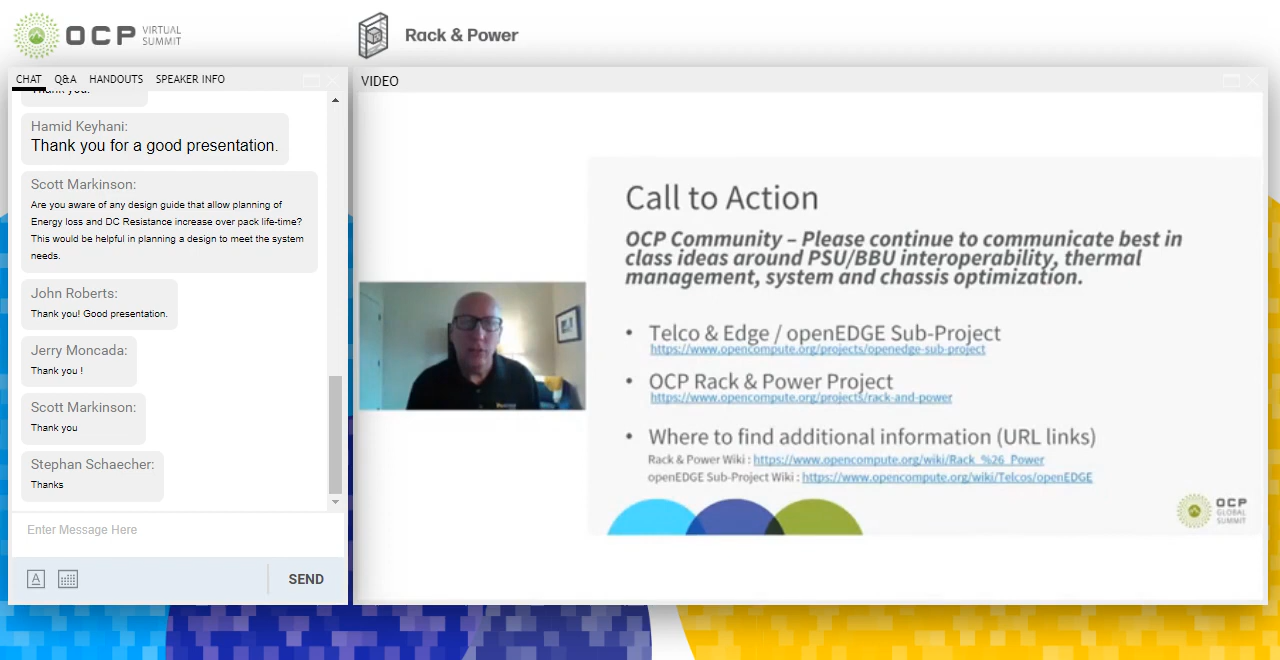 OCP VIRTUAL SUMMIT
Rack & Power
CHAT Q&A HANDOUTS SPEAKER INFO
Thank you.
Hamid Keyhani:
Thank you for a good presentation.
Scott Markinson:
Are you aware of any design guide that allow planning of
Energy loss and DC Resistance increase over pack life-time?
This would be helpful in planning a design to meet the system
needs.
John Roberts:
Thank you! Good presentation.
Jerry Moncada:
Thank you !
Scott Markinson:
Thank you
Stephan Schaecher:
Thanks
Enter Message Here
A
SEND
VIDEO
Call to Action
OCP Community – Please continue to communicate best in
class ideas around PSU/BBU interoperability, thermal
management, system and chassis optimization.
• Telco & Edge / openEDGE Sub-Project
https://www.opencompute.org/projects/openedge-sub-project
• OCP Rack & Power Project
https://www.opencompute.org/projects/rack-and-power
• Where to find additional information (URL links)
Rack & Power Wiki : https://www.opencompute.org/wiki/Rack_%26_Power
openEDGE Sub-Project Wiki : https://www.opencompute.org/wiki/Telcos/openEDGE
OCP
GLOBAL
SUMMIT